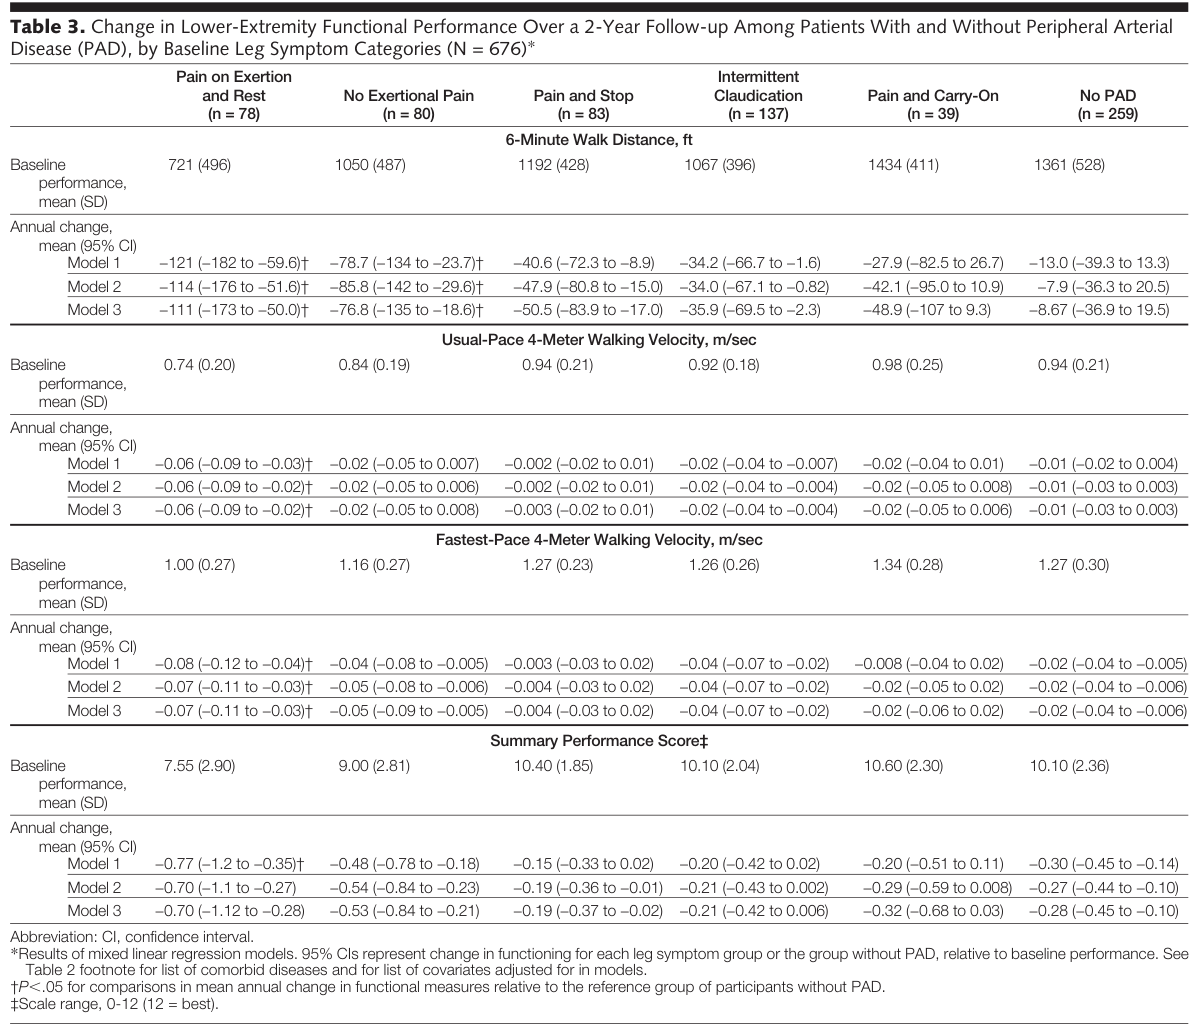 Table 3. Change in Lower-Extremity Functional Performance Over a 2-Year Follow-up Among Patients With and Without Peripheral Arterial
Disease (PAD), by Baseline Leg Symptom Categories (N = 676)*
Pain on Exertion and Rest (n = 78) No Exertional Pain (n = 80) Pain and Stop (n = 83) Intermittent Claudication (n = 137) Pain and Carry-On (n = 39) No PAD (n = 259)
6-Minute Walk Distance, ft
Baseline 721 (496) 1050 (487) 1192 (428) 1067 (396) 1434 (411) 1361 (528)
performance,
mean (SD)
Annual change,
mean (95% CI)
Model 1 −121 (−182 to −59.6)† −78.7 (−134 to −23.7)† −40.6 (−72.3 to −8.9) −34.2 (−66.7 to −1.6) −27.9 (−82.5 to 26.7) −13.0 (−39.3 to 13.3)
Model 2 −114 (−176 to −51.6)† −85.8 (−142 to −29.6)† −47.9 (−80.8 to −15.0) −34.0 (−67.1 to −0.82) −42.1 (−95.0 to 10.9) −7.9 (−36.3 to 20.5)
Model 3 −111 (−173 to −50.0)† −76.8 (−135 to −18.6)† −50.5 (−83.9 to −17.0) −35.9 (−69.5 to −2.3) −48.9 (−107 to 9.3) −8.67 (−36.9 to 19.5)
Usual-Pace 4-Meter Walking Velocity, m/sec
Baseline 0.74 (0.20) 0.84 (0.19) 0.94 (0.21) 0.92 (0.18) 0.98 (0.25) 0.94 (0.21)
performance,
mean (SD)
Annual change,
mean (95% CI)
Model 1 −0.06 (−0.09 to −0.03)† −0.02 (−0.05 to 0.007) −0.002 (−0.02 to 0.01) −0.02 (−0.04 to −0.007) −0.02 (−0.04 to 0.01) −0.01 (−0.02 to 0.004)
Model 2 −0.06 (−0.09 to −0.02)† −0.02 (−0.05 to 0.006) −0.002 (−0.02 to 0.01) −0.02 (−0.04 to −0.004) −0.02 (−0.05 to 0.008) −0.01 (−0.03 to 0.003)
Model 3 −0.06 (−0.09 to −0.02)† −0.02 (−0.05 to 0.008) −0.003 (−0.02 to 0.01) −0.02 (−0.04 to −0.004) −0.02 (−0.05 to 0.006) −0.01 (−0.03 to 0.003)
Fastest-Pace 4-Meter Walking Velocity, m/sec
Baseline 1.00 (0.27) 1.16 (0.27) 1.27 (0.23) 1.26 (0.26) 1.34 (0.28) 1.27 (0.30)
performance,
mean (SD)
Annual change,
mean (95% CI)
Model 1 −0.08 (−0.12 to −0.04)† −0.04 (−0.08 to −0.005) −0.003 (−0.03 to 0.02) −0.04 (−0.07 to −0.02) −0.008 (−0.04 to 0.02) −0.02 (−0.04 to −0.005)
Model 2 −0.07 (−0.11 to −0.03)† −0.05 (−0.08 to −0.006) −0.004 (−0.03 to 0.02) −0.04 (−0.07 to −0.02) −0.02 (−0.05 to 0.02) −0.02 (−0.04 to −0.006)
Model 3 −0.07 (−0.11 to −0.03)† −0.05 (−0.09 to −0.005) −0.004 (−0.03 to 0.02) −0.04 (−0.07 to −0.02) −0.02 (−0.06 to 0.02) −0.02 (−0.04 to −0.006)
Summary Performance Score‡
Baseline 7.55 (2.90) 9.00 (2.81) 10.40 (1.85) 10.10 (2.04) 10.60 (2.30) 10.10 (2.36)
performance,
mean (SD)
Annual change,
mean (95% CI)
Model 1 −0.77 (−1.2 to −0.35)† −0.48 (−0.78 to −0.18) −0.15 (−0.33 to 0.02) −0.20 (−0.42 to 0.02) −0.20 (−0.51 to 0.11) −0.30 (−0.45 to −0.14)
Model 2 −0.70 (−1.1 to −0.27) −0.54 (−0.84 to −0.23) −0.19 (−0.36 to −0.01) −0.21 (−0.43 to 0.002) −0.29 (−0.59 to 0.008) −0.27 (−0.44 to −0.10)
Model 3 −0.70 (−1.12 to −0.28) −0.53 (−0.84 to −0.21) −0.19 (−0.37 to −0.02) −0.21 (−0.42 to 0.006) −0.32 (−0.68 to 0.03) −0.28 (−0.45 to −0.10)
Abbreviation: CI, confidence interval.
*Results of mixed linear regression models. 95% CIs represent change in functioning for each leg symptom group or the group without PAD, relative to baseline performance. See
Table 2 footnote for list of comorbid diseases and for list of covariates adjusted for in models.
†P<.05 for comparisons in mean annual change in functional measures relative to the reference group of participants without PAD.
‡Scale range, 0-12 (12 = best).